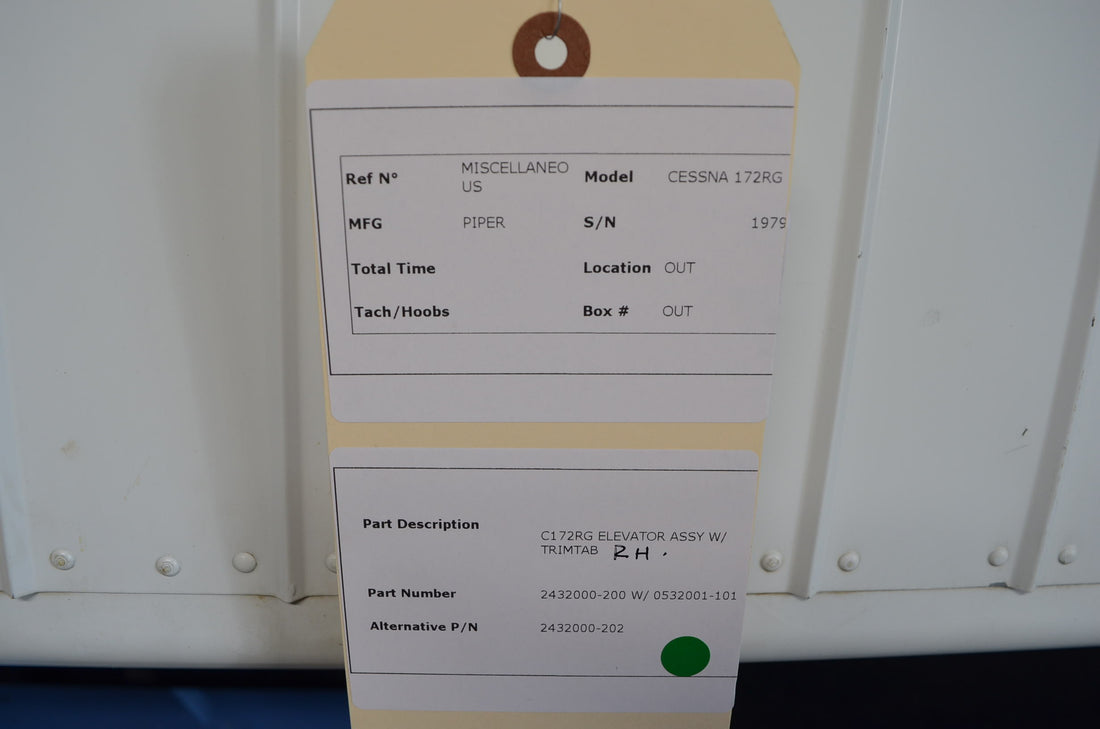 Ref N° MISCELLANEO US Model CESSNA 172RG
MFG PIPER S/N 1979
Total Time Location OUT
Tach/Hoobs Box # OUT
Part Description C172RG ELEVATOR ASSY W/
TRIMTAB RH.
Part Number 2432000-200 W/ 0532001-101
Alternative P/N 2432000-202